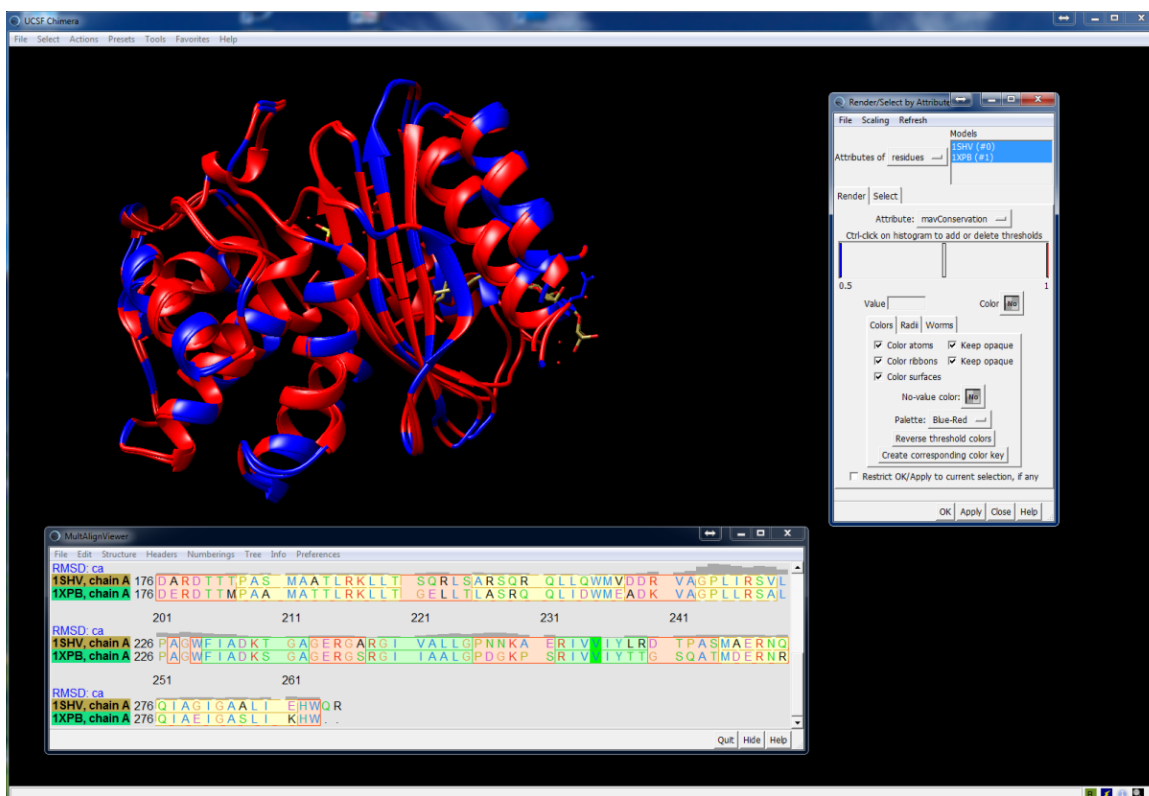 UCSF Chimera
File Select Actions Presets Tools Favorites Help
Render/Select by Attribute
File Scaling Refresh
Models
1SHV (#0)
Attributes of residues
1XPB (#1)
Render Select
Attribute: mavConservation
Ctrl-click on histogram to add or delete thresholds
0.5 1
Value Color No
Colors Radii Worms
Color atoms Keep opaque
Color ribbons Keep opaque
Color surfaces
No-value color: No
Palette: Blue-Red
Reverse threshold colors
Create corresponding color key
Restrict OK/Apply to current selection, if any
OK Apply Close Help
MultAlignViewer
File Edit Structure Headers Numberings Tree Info Preferences
RMSD: ca
1SHV, chain A 176 DARDTTTPAS MAATLRKLLT SQRLSARSQR QLLQWMVDDR VAGPLIRSVL
1XPB, chain A 176 DERDTTMPAA MATTLRKLLT GELLTLASRQ QLIDWMEADK VAGPLLRSAL
201 211 221 231 241
RMSD: ca
1SHV, chain A 226 PAGWFIADKT GAGERGARGI VALLGPNNKA ERIVVIYLRD TPASMAERNQ
1XPB, chain A 226 PAGWFIADKS GAGERGSRGI IAALGPDGKP SRIVVIYTTG SQATMDERNR
251 261
RMSD: ca
1SHV, chain A 276 QIAGIGAALI EHWQR
1XPB, chain A 276 QIAEIGASLI KHW..
Quit Hide Help